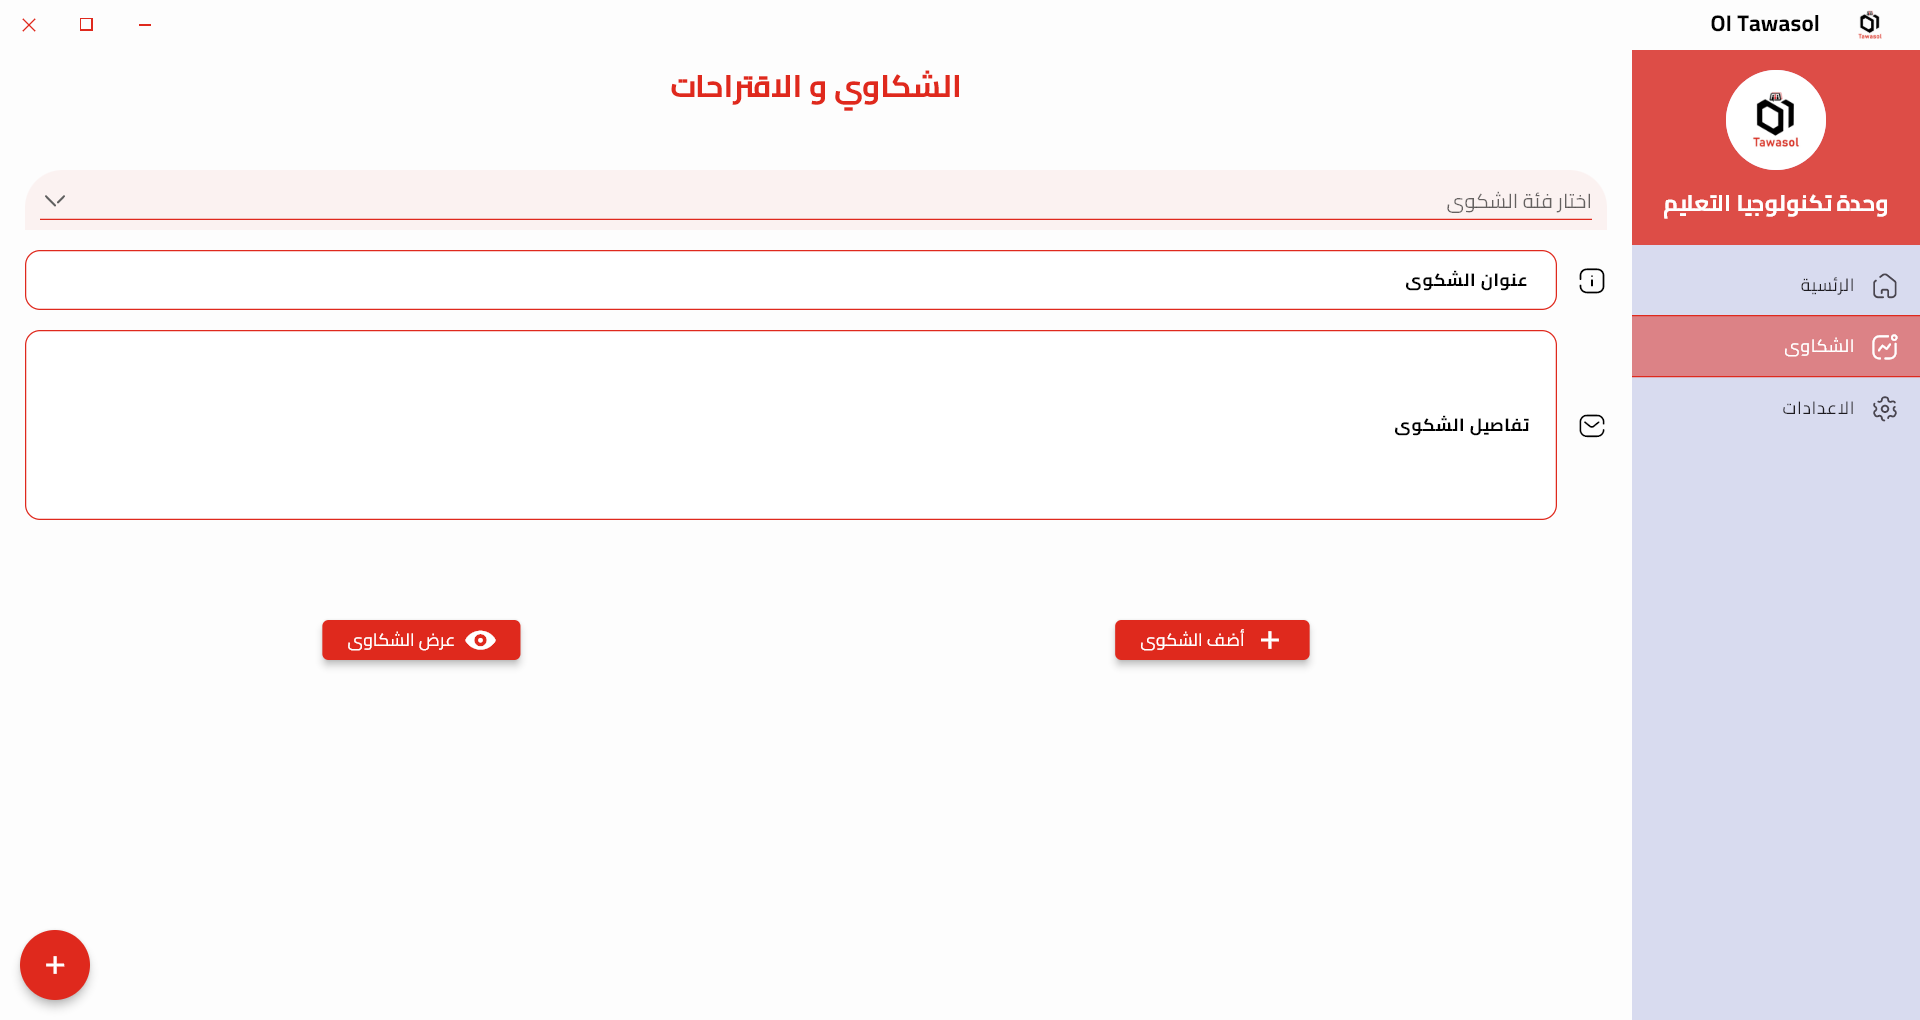 OI Tawasol
Tawasol
Tawasol
وحدة تكنولوجيا التعليم
الرئسية
الشكاوى
الاعدادات
الشكاوي و الاقتراحات
اختار فئة الشكوى
عنوان الشكوى
تفاصيل الشكوى
أضف الشكوى
عرض الشكاوى